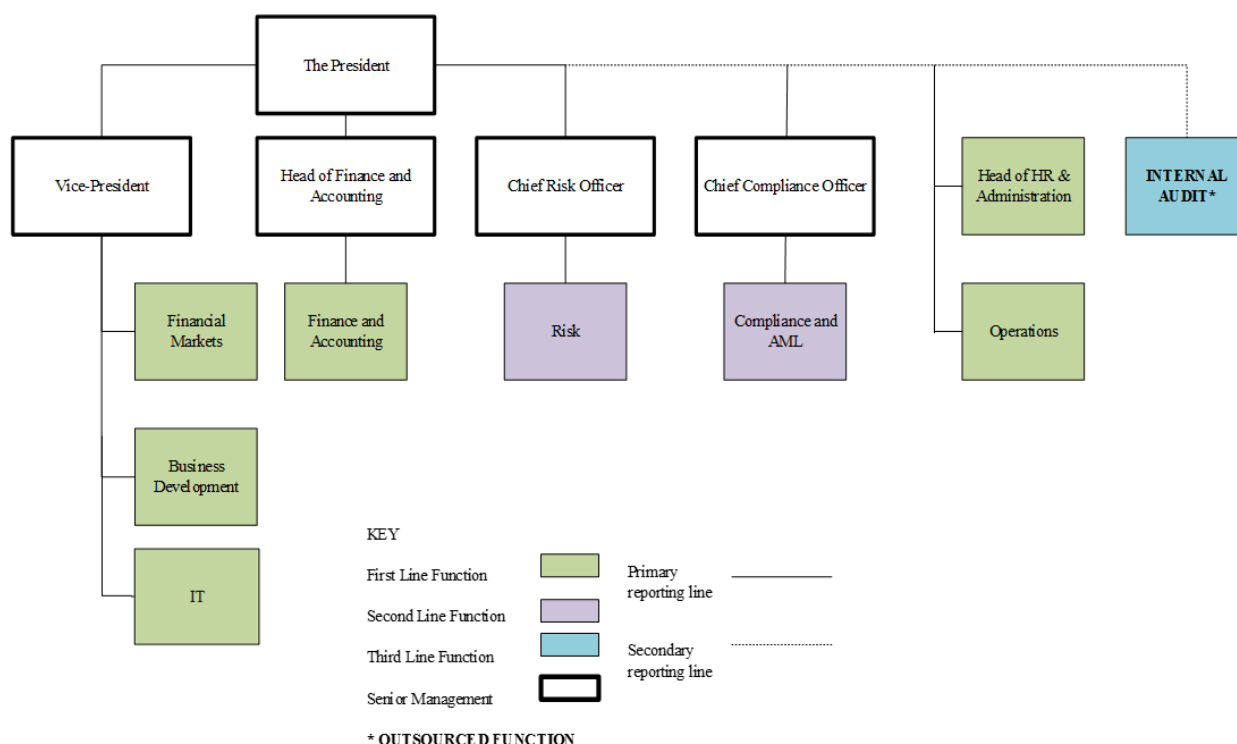 The President
Vice-President
Head of Finance and
Accounting
Chief Risk Officer
Chief Compliance Officer
Head of HR &
Administration
INTERNAL
AUDIT*
Financial
Markets
Finance and
Accounting
Risk
Compliance and
AML
Operations
Business
Development
IT
KEY
First Line Function
Primary
reporting line
Second Line Function
Third Line Function
Secondary
reporting line
Senior Management
* OUTSOURCED FUNCTION